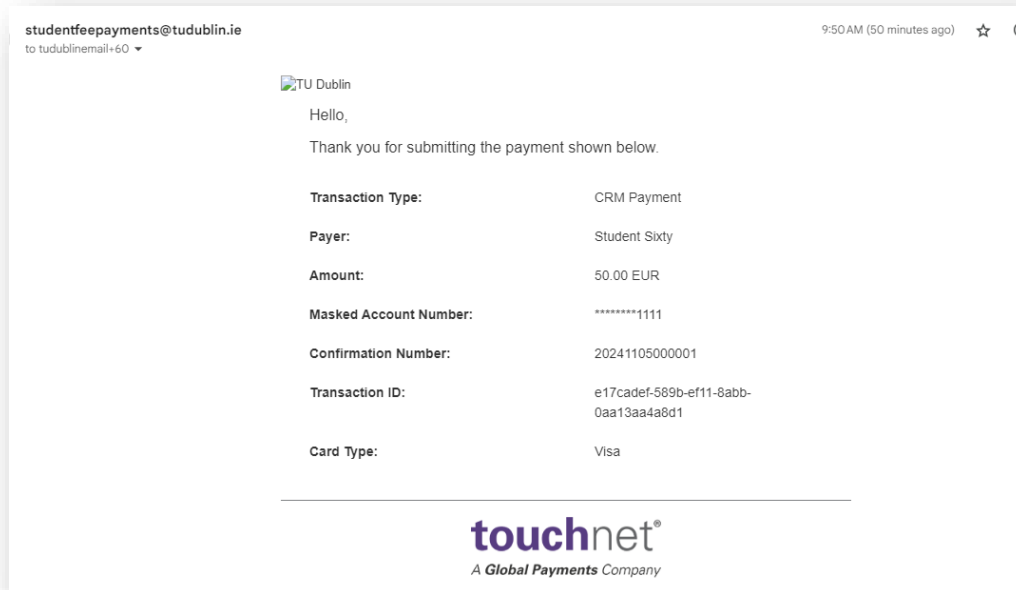 studentfeepayments@tudublin.ie
9:50 AM (50 minutes ago)
to tudublinemail+60
TU Dublin
Hello,
Thank you for submitting the payment shown below.
Transaction Type: CRM Payment
Payer: Student Sixty
Amount: 50.00 EUR
Masked Account Number: ********1111
Confirmation Number: 20241105000001
Transaction ID: e17cadef-589b-ef11-8abb-
0aa13aa4a8d1
Card Type: Visa
touchnet®
A Global Payments Company